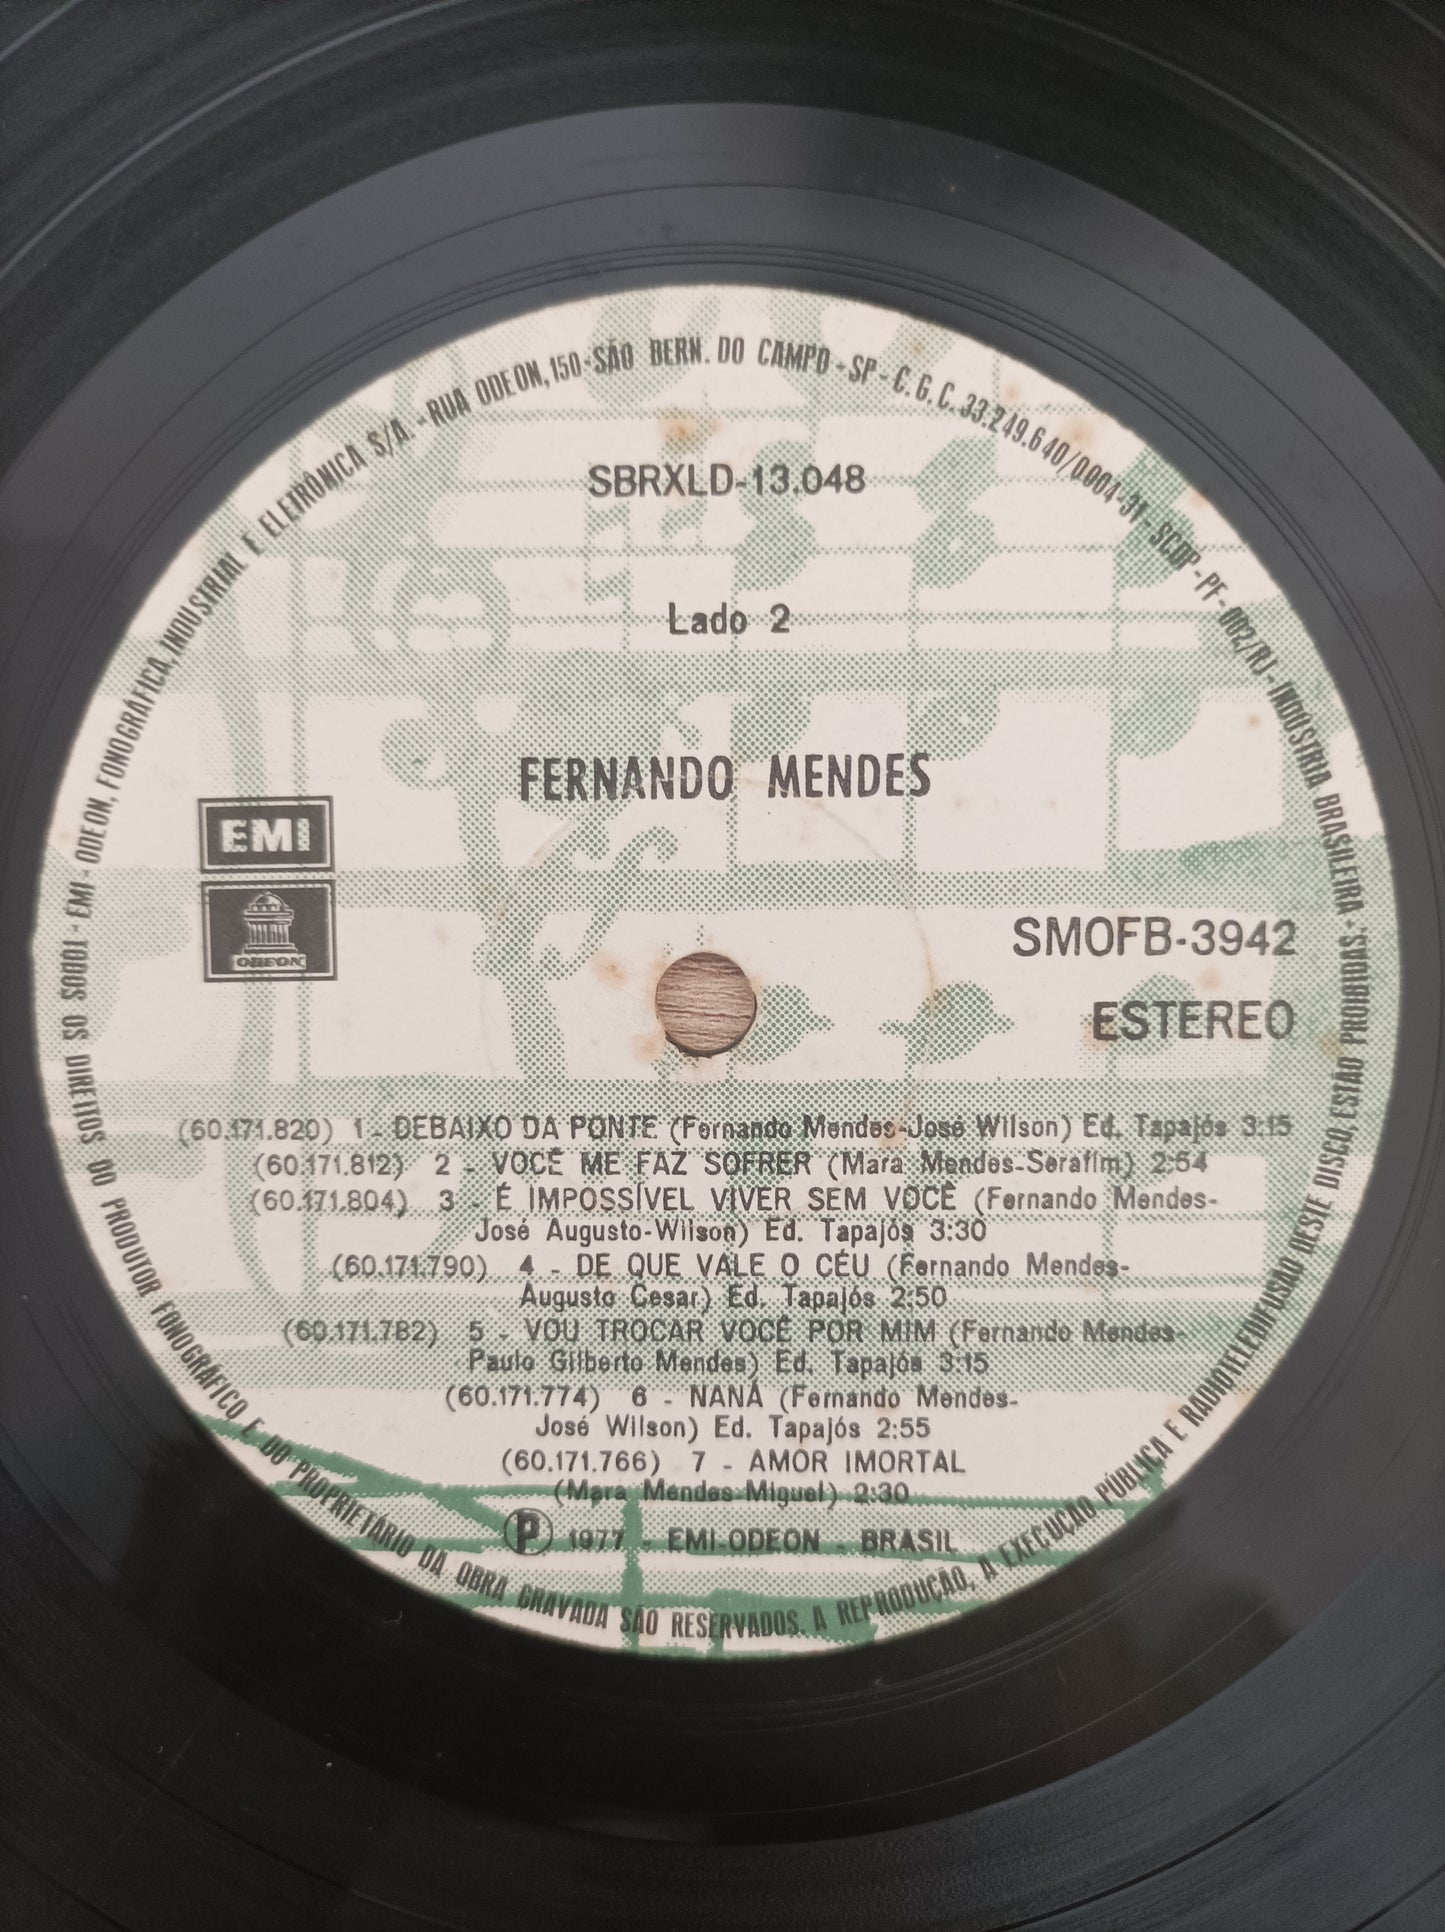 TODOS OS DIREITOS DO PRODUTOR FONOGRÁFICO E DO PROPRIETÁRIO DA OBRA GRAVADA SÃO RESERVADOS. A REPRODUÇÃO, A EXECUÇÃO PÚBLICA E RADIOTELEDIFUSÃO DESTE DISCO, ESTÃO PROIBIDAS. • EMI - ODEON, FONOGRÁFICA, INDUSTRIAL E ELETRÔNICA S/A. - RUA ODEON, 150 - SÃO BERN. DO CAMPO - SP - C.G.C. 33.249.640/0004-31 - SCDP - PF - 002/RJ - INDÚSTRIA BRASILEIRA
SBRXLD-13.048
Lado 2
FERNANDO MENDES
EMI
ODEON
SMOFB-3942
ESTEREO
(60.171.820) 1 - DEBAIXO DA PONTE (Fernando Mendes-José Wilson) Ed. Tapajós 3:15
(60.171.812) 2 - VOCÊ ME FAZ SOFRER (Mara Mendes-Serafim) 2:54
(60.171.804) 3 - É IMPOSSÍVEL VIVER SEM VOCÊ (Fernando Mendes-
José Augusto-Wilson) Ed. Tapajós 3:30
(60.171.790) 4 - DE QUE VALE O CÉU (Fernando Mendes-
Augusto Cesar) Ed. Tapajós 2:50
(60.171.782) 5 - VOU TROCAR VOCÊ POR MIM (Fernando Mendes-
Paulo Gilberto Mendes) Ed. Tapajós 3:15
(60.171.774) 6 - NANÁ (Fernando Mendes-
José Wilson) Ed. Tapajós 2:55
(60.171.766) 7 - AMOR IMORTAL
(Mara Mendes-Miguel) 2:30
Ⓟ 1977 - EMI-ODEON - BRASIL